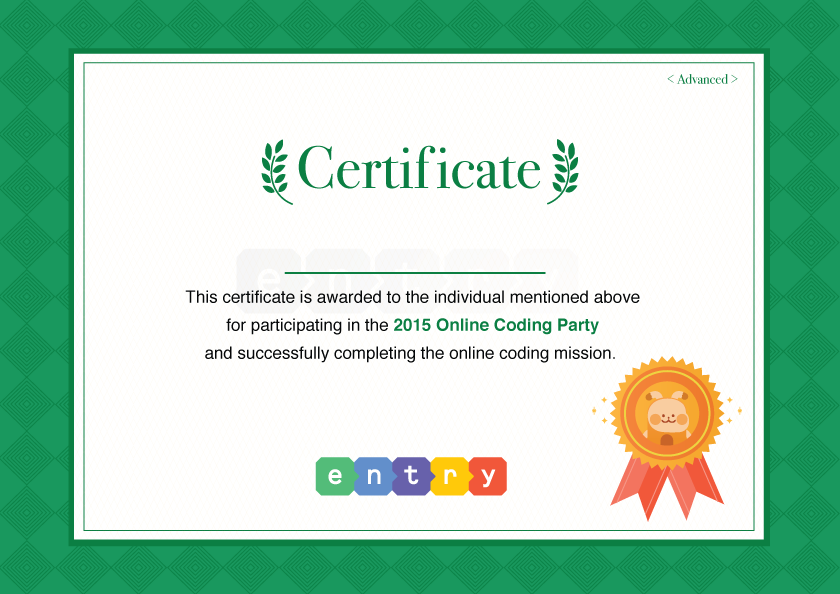 < Advanced >
Certificate
This certificate is awarded to the individual mentioned above
for participating in the 2015 Online Coding Party
and successfully completing the online coding mission.
entry